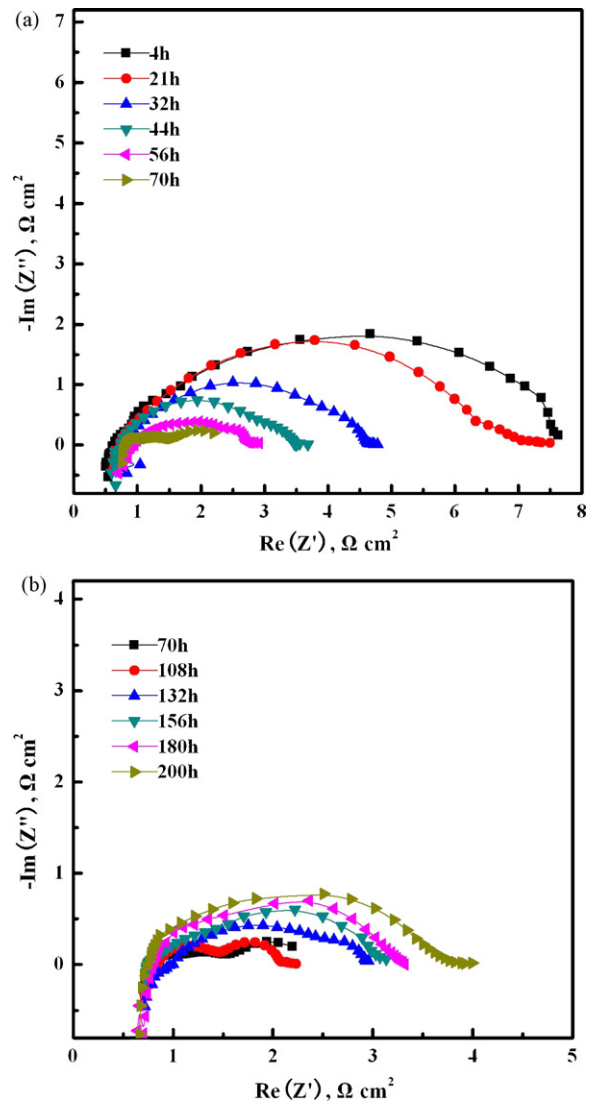 (a)
7
6
5
4
3
2
1
0
-Im(Z''), Ω cm²
4h
21h
32h
44h
56h
70h
1 2 3 4 5 6 7 8
Re(Z'), Ω cm²
(b)
4
3
2
1
0
-Im(Z''), Ω cm²
70h
108h
132h
156h
180h
200h
0 1 2 3 4 5
Re(Z'), Ω cm²